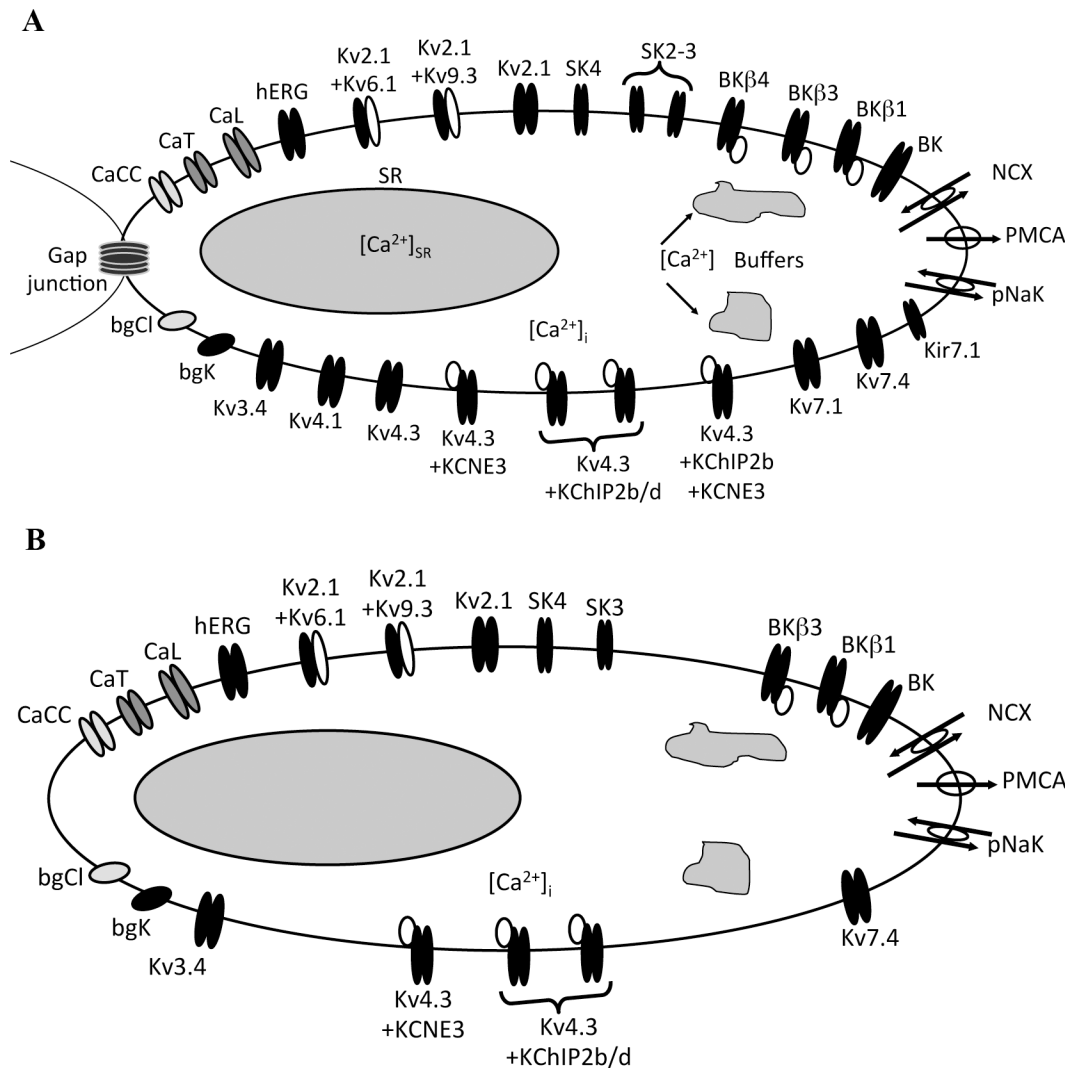 A
Kv2.1
+Kv6.1
Kv2.1
+Kv9.3
Kv2.1
SK4
SK2-3
BKβ4
BKβ3
BKβ1
BK
hERG
CaL
CaT
CaCC
NCX
SR
[Ca²⁺]SR
[Ca²⁺] Buffers
PMCA
Gap
junction
pNaK
bgCl
[Ca²⁺]i
Kir7.1
bgK
Kv3.4
Kv4.1
Kv4.3
Kv4.3
+KCNE3
Kv4.3
+KChIP2b/d
Kv4.3
+KChIP2b
+KCNE3
Kv7.1
Kv7.4
B
Kv2.1
+Kv6.1
Kv2.1
+Kv9.3
Kv2.1
SK4
SK3
BKβ3
BKβ1
BK
hERG
CaL
CaT
CaCC
NCX
PMCA
pNaK
bgCl
[Ca²⁺]i
bgK
Kv3.4
Kv4.3
+KCNE3
Kv4.3
+KChIP2b/d
Kv7.4